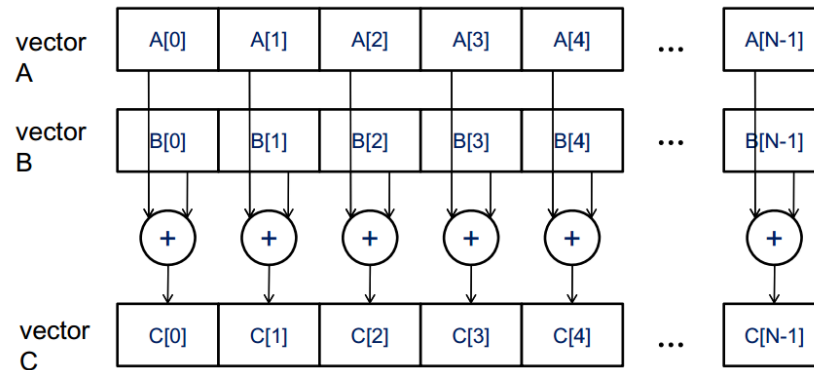 vector A
A[0] A[1] A[2] A[3] A[4] ... A[N-1]
vector B
B[0] B[1] B[2] B[3] B[4] ... B[N-1]
+ + + + + +
vector C
C[0] C[1] C[2] C[3] C[4] ... C[N-1]